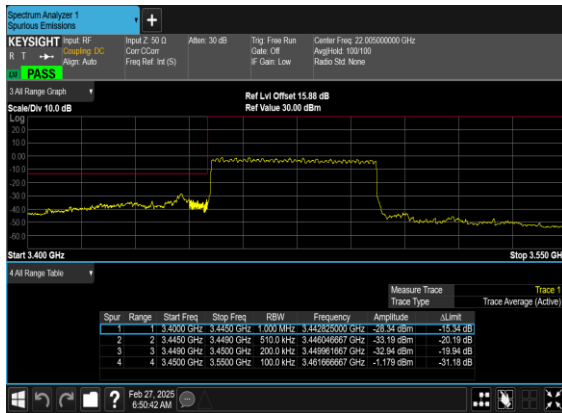 Spectrum Analyzer 1
Spurious Emissions
KEYSIGHT Input: RF Input Z: 50 Ω Atten: 30 dB Trig: Free Run Center Freq: 22.005000000 GHz
R T Coupling: DC Corr CCorr Gate: Off Avg|Hold: 100/100
Align: Auto Freq Ref: Int (S) IF Gain: Low Radio Std: None
PASS
3 All Range Graph
Ref Lvl Offset 15.88 dB
Scale/Div 10.0 dB Ref Value 30.00 dBm
Log
20.0
10.0
0.00
-10.0
-20.0
-30.0
-40.0
-50.0
-60.0
Start 3.400 GHz Stop 3.550 GH
4 All Range Table
Measure Trace Trace 1
Trace Type Trace Average (Active)
Spur Range Start Freq Stop Freq RBW Frequency Amplitude ΔLimit
1 1 3.4000 GHz 3.4450 GHz 1.000 MHz 3.442825000 GHz -28.34 dBm -15.34 dB
2 2 3.4450 GHz 3.4490 GHz 510.0 kHz 3.446046667 GHz -33.19 dBm -20.19 dB
3 3 3.4490 GHz 3.4500 GHz 200.0 kHz 3.449961667 GHz -32.94 dBm -19.94 dB
4 4 3.4500 GHz 3.5500 GHz 100.0 kHz 3.461666667 GHz -1.179 dBm -31.18 dB
Feb 27, 2025
6:50:42 AM